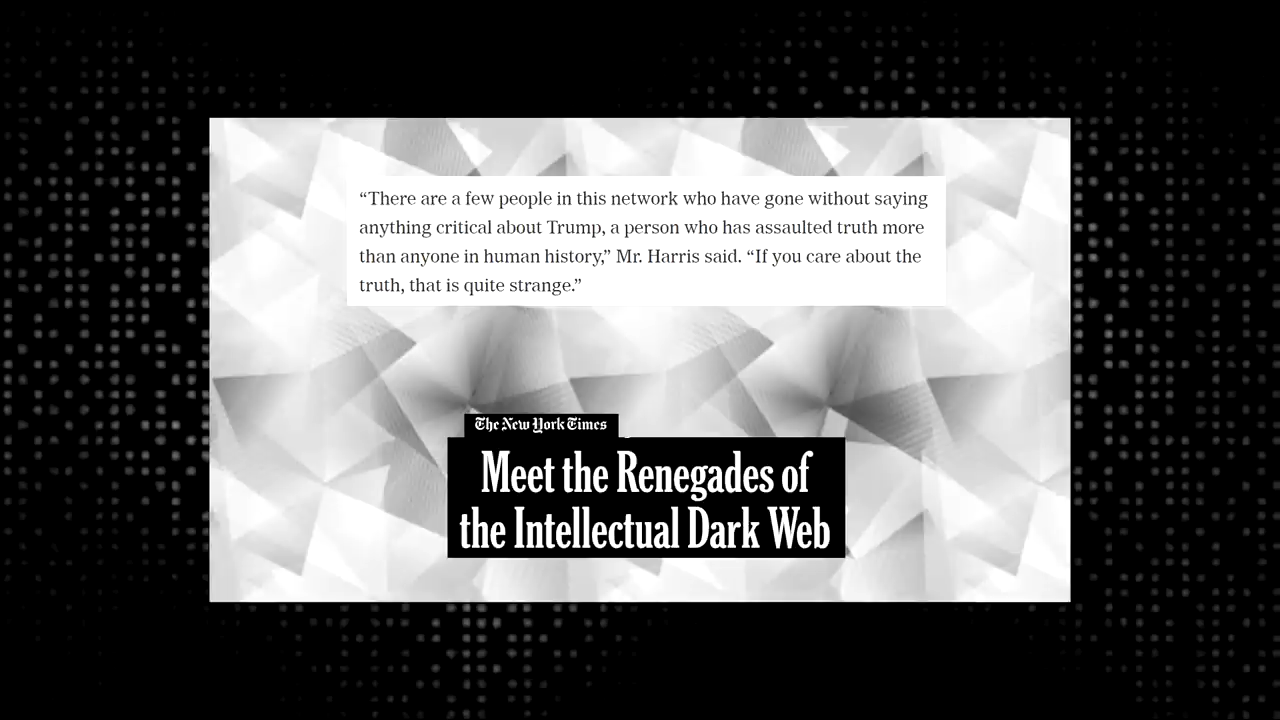 “There are a few people in this network who have gone without saying
anything critical about Trump, a person who has assaulted truth more
than anyone in human history,” Mr. Harris said. “If you care about the
truth, that is quite strange.”
The New York Times
Meet the Renegades of
the Intellectual Dark Web